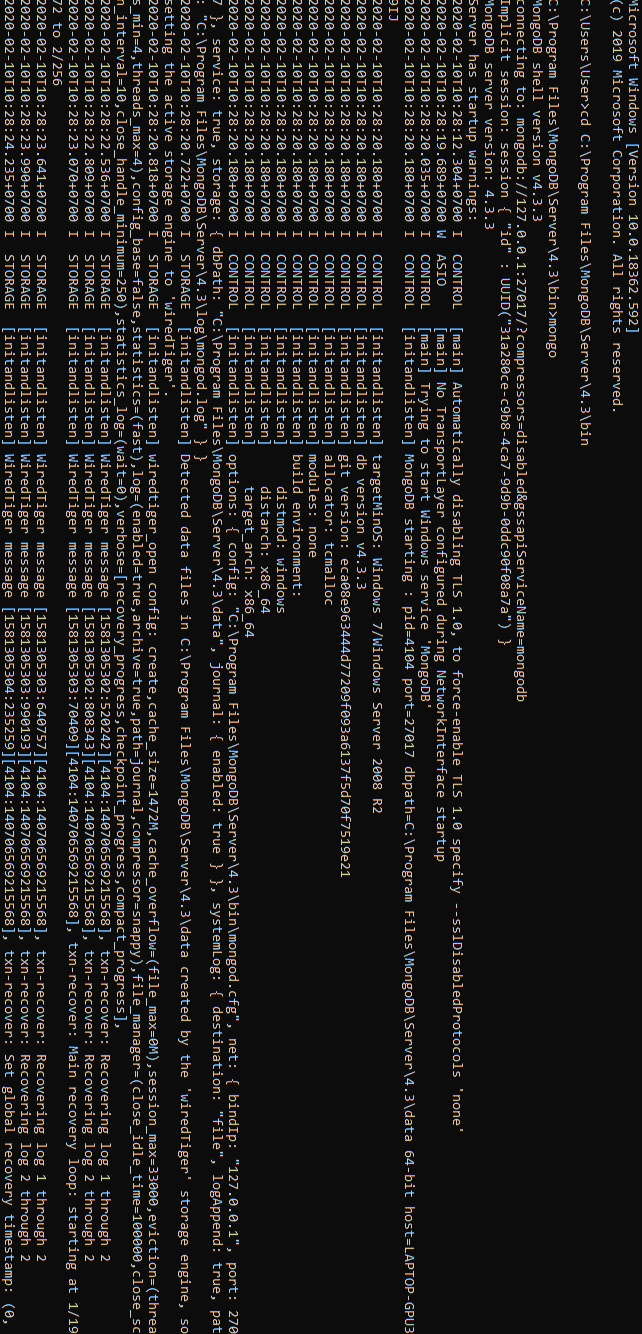 Microsoft Windows [Version 10.0.18362.592]
(c) 2019 Microsoft Corporation. All rights reserved.
C:\Users\User>cd C:\Program Files\MongoDB\Server\4.3\bin
C:\Program Files\MongoDB\Server\4.3\bin>mongo
MongoDB shell version v4.3.3
connecting to: mongodb://127.0.0.1:27017/?compressors=disabled&gssapiServiceName=mongodb
Implicit session: session { "id" : UUID("31a280ce-c9b8-4ca7-9d9b-0ddc90f08a7a") }
MongoDB server version: 4.3.3
Server has startup warnings:
2020-02-10T10:28:12.304+0700 I  CONTROL  [main] Automatically disabling TLS 1.0, to force-enable TLS 1.0 specify --sslDisabledProtocols 'none'
2020-02-10T10:28:19.689+0700 W  ASIO     [main] No TransportLayer configured during NetworkInterface startup
2020-02-10T10:28:20.035+0700 I  CONTROL  [main] Trying to start Windows service 'MongoDB'
2020-02-10T10:28:20.180+0700 I  CONTROL  [initandlisten] MongoDB starting : pid=4104 port=27017 dbpath=C:\Program Files\MongoDB\Server\4.3\data 64-bit host=LAPTOP-GPU3
9ITJ
2020-02-10T10:28:20.180+0700 I  CONTROL  [initandlisten] targetMinOS: Windows 7/Windows Server 2008 R2
2020-02-10T10:28:20.180+0700 I  CONTROL  [initandlisten] db version v4.3.3
2020-02-10T10:28:20.180+0700 I  CONTROL  [initandlisten] git version: eca08e963444d77209f093a6137f5d70f7519e21
2020-02-10T10:28:20.180+0700 I  CONTROL  [initandlisten] allocator: tcmalloc
2020-02-10T10:28:20.180+0700 I  CONTROL  [initandlisten] modules: none
2020-02-10T10:28:20.180+0700 I  CONTROL  [initandlisten] build environment:
2020-02-10T10:28:20.180+0700 I  CONTROL  [initandlisten]     distmod: windows
2020-02-10T10:28:20.180+0700 I  CONTROL  [initandlisten]     distarch: x86_64
2020-02-10T10:28:20.180+0700 I  CONTROL  [initandlisten]     target_arch: x86_64
2020-02-10T10:28:20.180+0700 I  CONTROL  [initandlisten] options: { config: "C:\Program Files\MongoDB\Server\4.3\bin\mongod.cfg", net: { bindIp: "127.0.0.1", port: 270
7 }, service: true, storage: { dbPath: "C:\Program Files\MongoDB\Server\4.3\data", journal: { enabled: true } }, systemLog: { destination: "file", logAppend: true, pat
: "C:\Program Files\MongoDB\Server\4.3\log\mongod.log" } }
2020-02-10T10:28:20.722+0700 I  STORAGE  [initandlisten] Detected data files in C:\Program Files\MongoDB\Server\4.3\data created by the 'wiredTiger' storage engine, so
setting the active storage engine to 'wiredTiger'.
2020-02-10T10:28:20.418+0700 I  STORAGE  [initandlisten] wiredtiger_open config: create,cache_size=1472M,cache_overflow=(file_max=0M),session_max=33000,eviction=(threa
s_min=4,threads_max=4),config_base=false,statistics=(fast),log=(enabled=true,archive=true,path=journal,compressor=snappy),file_manager=(close_idle_time=100000,close_sc
n_interval=10,close_handle_minimum=250),statistics_log=(wait=0),verbose=[recovery_progress,checkpoint_progress,compact_progress],
2020-02-10T10:28:22.536+0700 I  STORAGE  [initandlisten] WiredTiger message [1581305302:520242][4104:140706569215568], txn-recover: Recovering log 1 through 2
2020-02-10T10:28:22.809+0700 I  STORAGE  [initandlisten] WiredTiger message [1581305302:808343][4104:140706569215568], txn-recover: Recovering log 2 through 2
2020-02-10T10:28:23.070+0700 I  STORAGE  [initandlisten] WiredTiger message [1581305303:70409][4104:140706569215568], txn-recover: Main recovery loop: starting at 1/19
72 to 2/256
2020-02-10T10:28:23.641+0700 I  STORAGE  [initandlisten] WiredTiger message [1581305303:640757][4104:140706569215568], txn-recover: Recovering log 1 through 2
2020-02-10T10:28:23.990+0700 I  STORAGE  [initandlisten] WiredTiger message [1581305303:990193][4104:140706569215568], txn-recover: Recovering log 2 through 2
2020-02-10T10:28:24.235+0700 I  STORAGE  [initandlisten] WiredTiger message [1581305304:235229][4104:140706569215568], txn-recover: Set global recovery timestamp: (0,